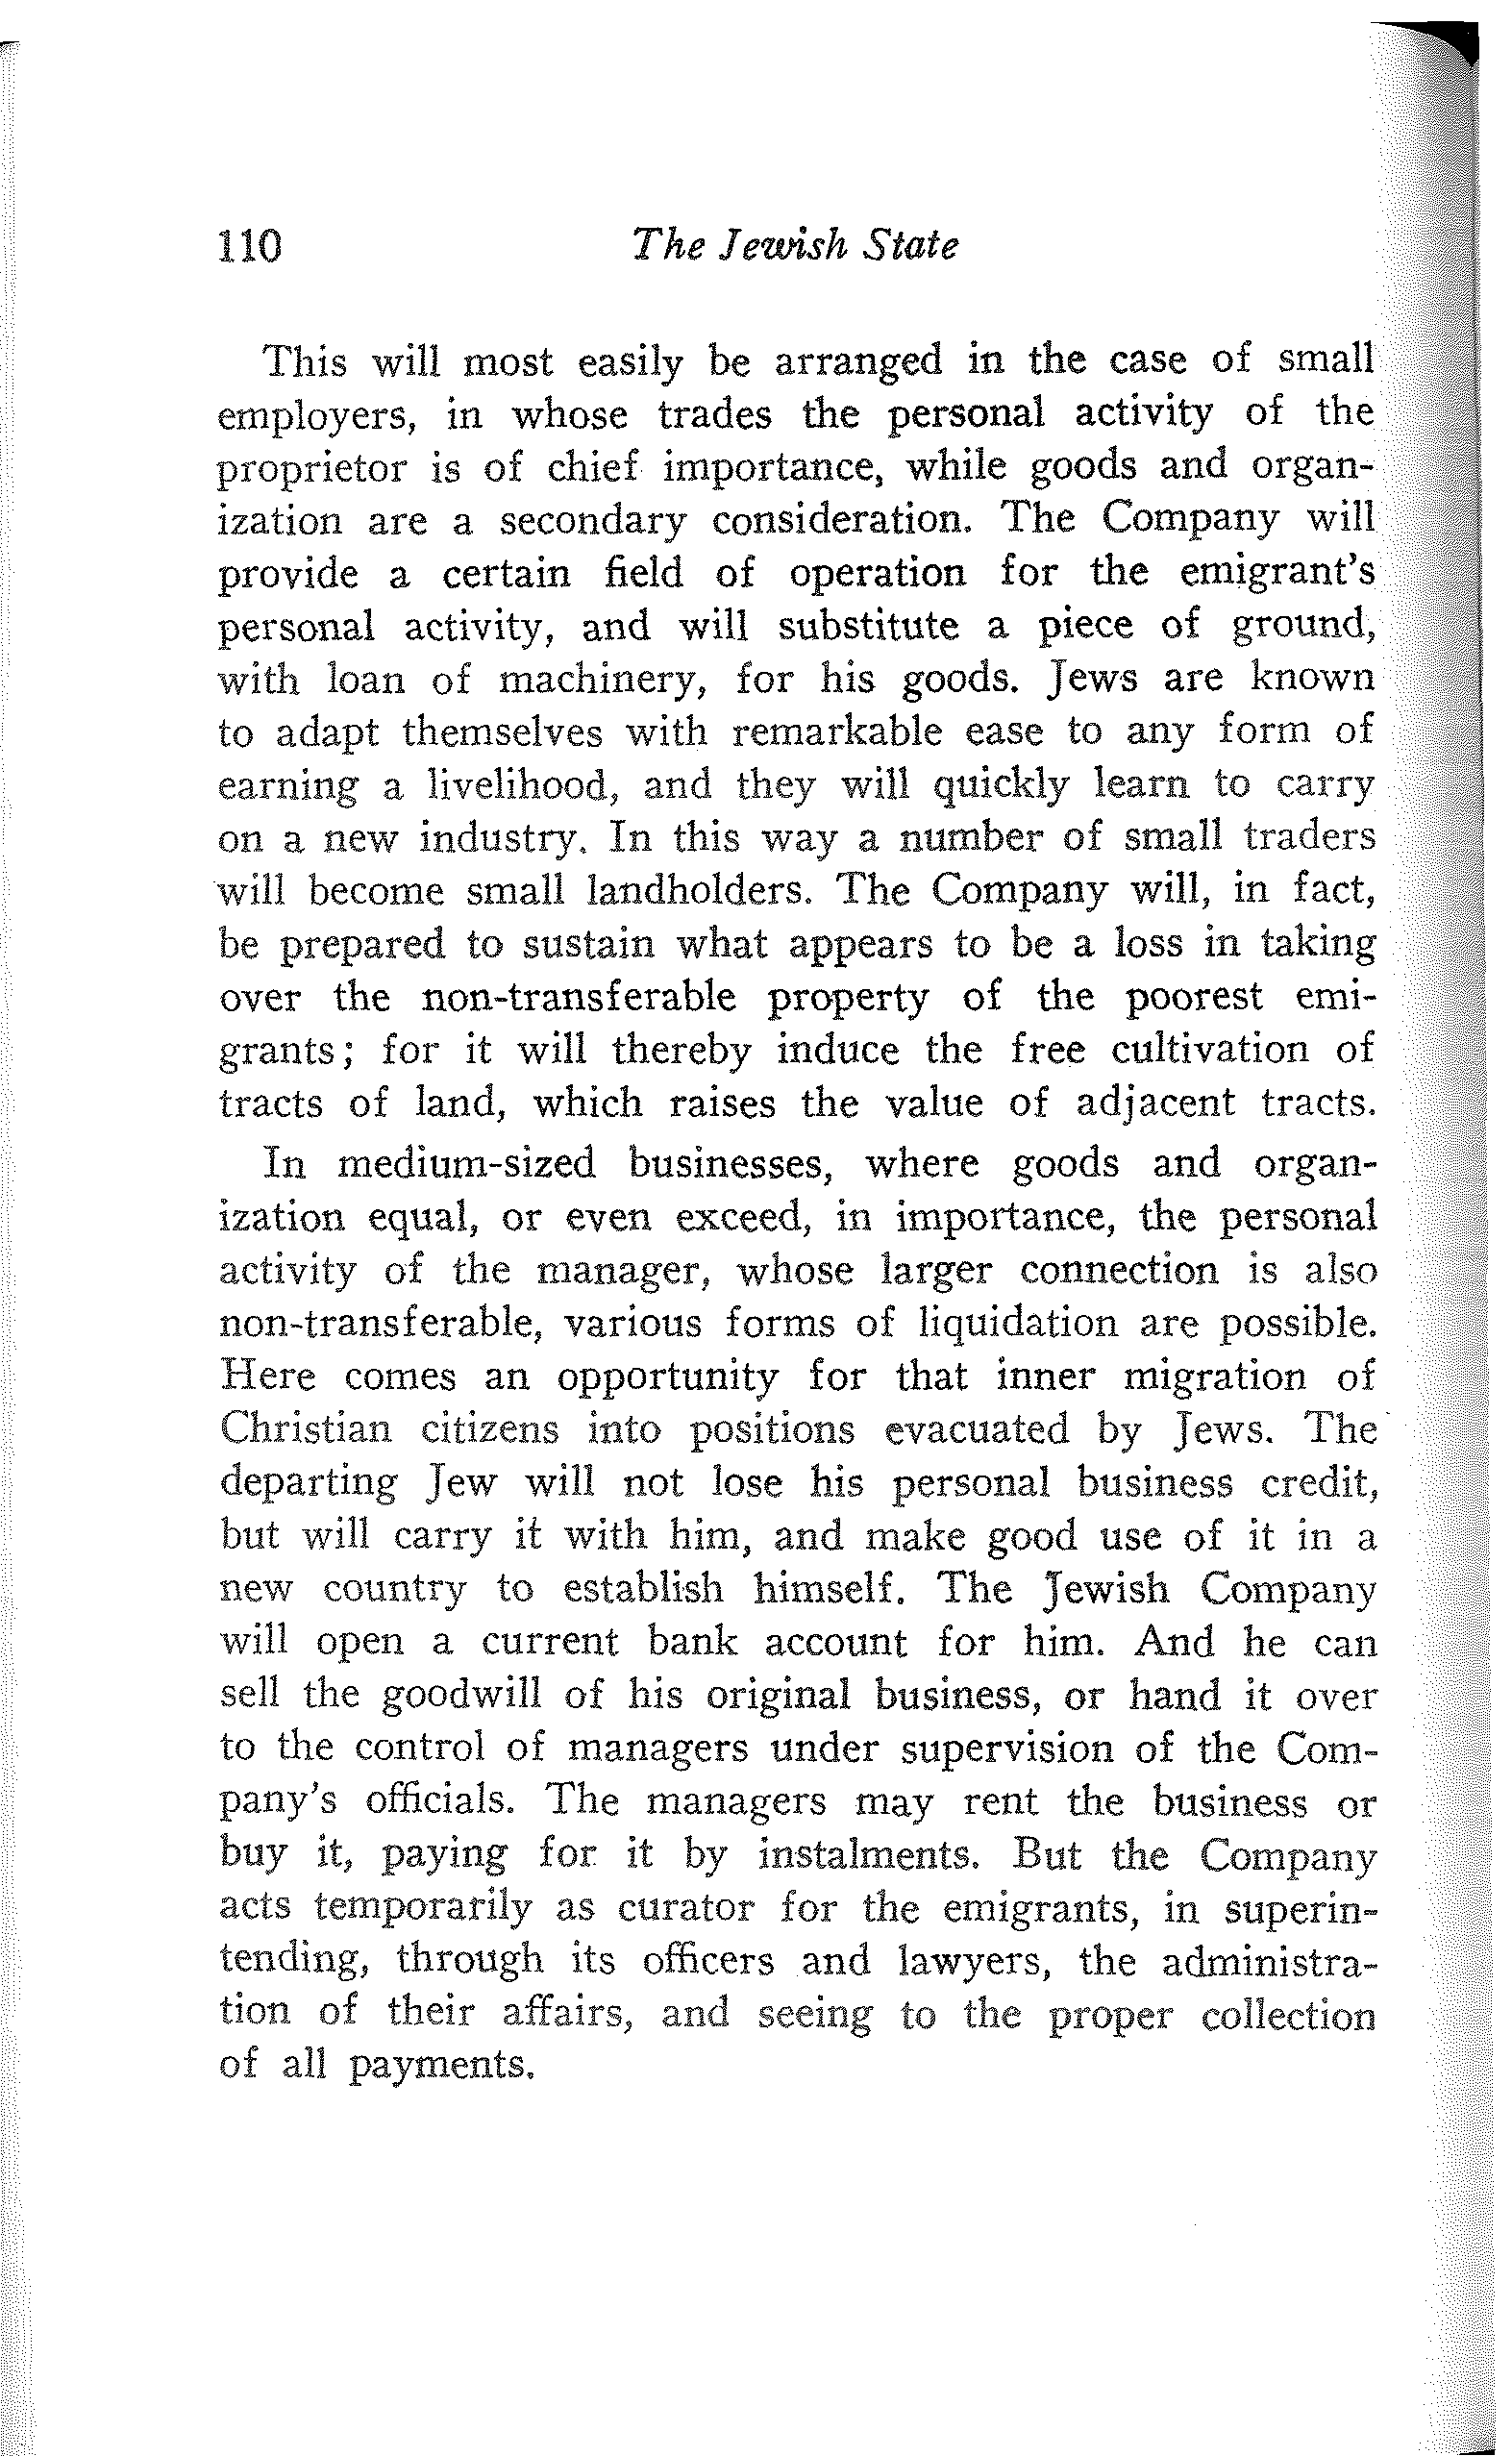 110 The Jewish State
This will most easily be arranged in the case of small
employers, in whose trades the personal activity of the
proprietor is of chief importance, while goods and organ-
ization are a secondary consideration. The Company will
provide a certain field of operation for the emigrant's
personal activity, and will substitute a piece of ground,
with loan of machinery, for his goods. Jews are known
to adapt themselves with remarkable ease to any form of
earning a livelihood, and they will quickly learn to carry
on a new industry. In this way a number of small traders
will become small landholders. The Company will, in fact,
be prepared to sustain what appears to be a loss in taking
over the non-transferable property of the poorest emi-
grants; for it will thereby induce the free cultivation of
tracts of land, which raises the value of adjacent tracts.
In medium-sized businesses, where goods and organ-
ization equal, or even exceed, in importance, the personal
activity of the manager, whose larger connection is also
non-transferable, various forms of liquidation are possible.
Here comes an opportunity for that inner migration of
Christian citizens into positions evacuated by Jews. The
departing Jew will not lose his personal business credit,
but will carry it with him, and make good use of it in a
new country to establish himself. The Jewish Company
will open a current bank account for him. And he can
sell the goodwill of his original business, or hand it over
to the control of managers under supervision of the Com-
pany's officials. The managers may rent the business or
buy it, paying for it by instalments. But the Company
acts temporarily as curator for the emigrants, in superin-
tending, through its officers and lawyers, the administra-
tion of their affairs, and seeing to the proper collection
of all payments.